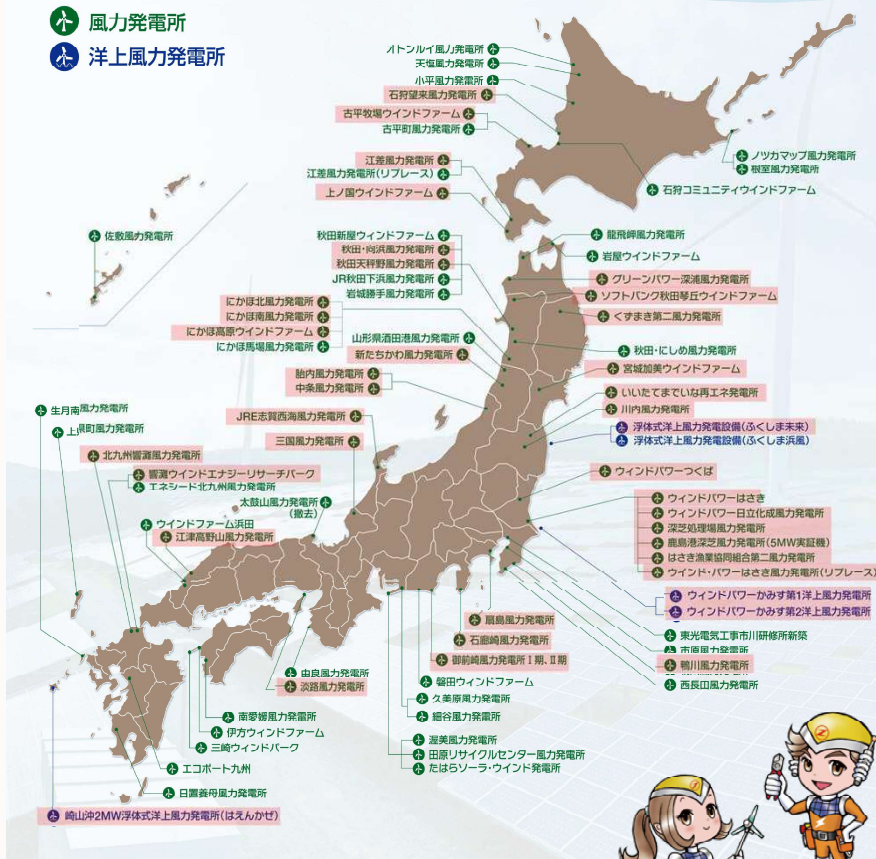 風力発電所
洋上風力発電所
オトンルイ風力発電所
天塩風力発電所
小平風力発電所
石狩望来風力発電所
古平牧場ウインドファーム
古平町風力発電所
江差風力発電所
江差風力発電所(リプレース)
上ノ国ウインドファーム
ノツカマップ風力発電所
根室風力発電所
石狩コミュニティウインドファーム
佐敷風力発電所
秋田新屋ウィンドファーム
秋田・向浜風力発電所
秋田天秤野風力発電所
JR秋田下浜風力発電所
岩城勝手風力発電所
龍飛岬風力発電所
岩屋ウインドファーム
グリーンパワー深浦風力発電所
ソフトバンク秋田琴丘ウインドファーム
くずまき第二風力発電所
にかほ北風力発電所
にかほ南風力発電所
にかほ高原ウインドファーム
にかほ馬場風力発電所
山形県酒田港風力発電所
新たちかわ風力発電所
秋田・にしめ風力発電所
宮城加美ウインドファーム
胎内風力発電所
中条風力発電所
いいたてまでいな再エネ発電所
川内風力発電所
浮体式洋上風力発電設備(ふくしま未来)
浮体式洋上風力発電設備(ふくしま浜風)
生月南風力発電所
県町風力発電所
JRE志賀西海風力発電所
三国風力発電所
北九州響灘風力発電所
響灘ウインドエナジーリサーチパーク
エネシード北九州風力発電所
太鼓山風力発電所
(撤去)
ウインドファーム浜田
江津高野山風力発電所
ウィンドパワーつくば
ウィンドパワーはさき
ウィンドパワー日立化成風力発電所
深芝処理場風力発電所
鹿島港深芝風力発電所(5MW実証機)
はさき漁業協同組合第二風力発電所
ウインド・パワーはさき風力発電所(リプレース)
ウィンドパワーかみす第1洋上風力発電所
ウィンドパワーかみす第2洋上風力発電所
扇島風力発電所
石廊崎風力発電所
御前崎風力発電所Ⅰ期、Ⅱ期
東光電気工事市川研修所新築
市原風力発電所
鴨川風力発電所
西長田風力発電所
由良風力発電所
淡路風力発電所
磐田ウィンドファーム
久美原風力発電所
細谷風力発電所
南愛媛風力発電所
伊方ウィンドファーム
三崎ウィンドパーク
渥美風力発電所
田原リサイクルセンター風力発電所
たはらソーラ・ウインド発電所
エコポート九州
日置養母風力発電所
崎山沖2MW浮体式洋上風力発電所(はえんかぜ)